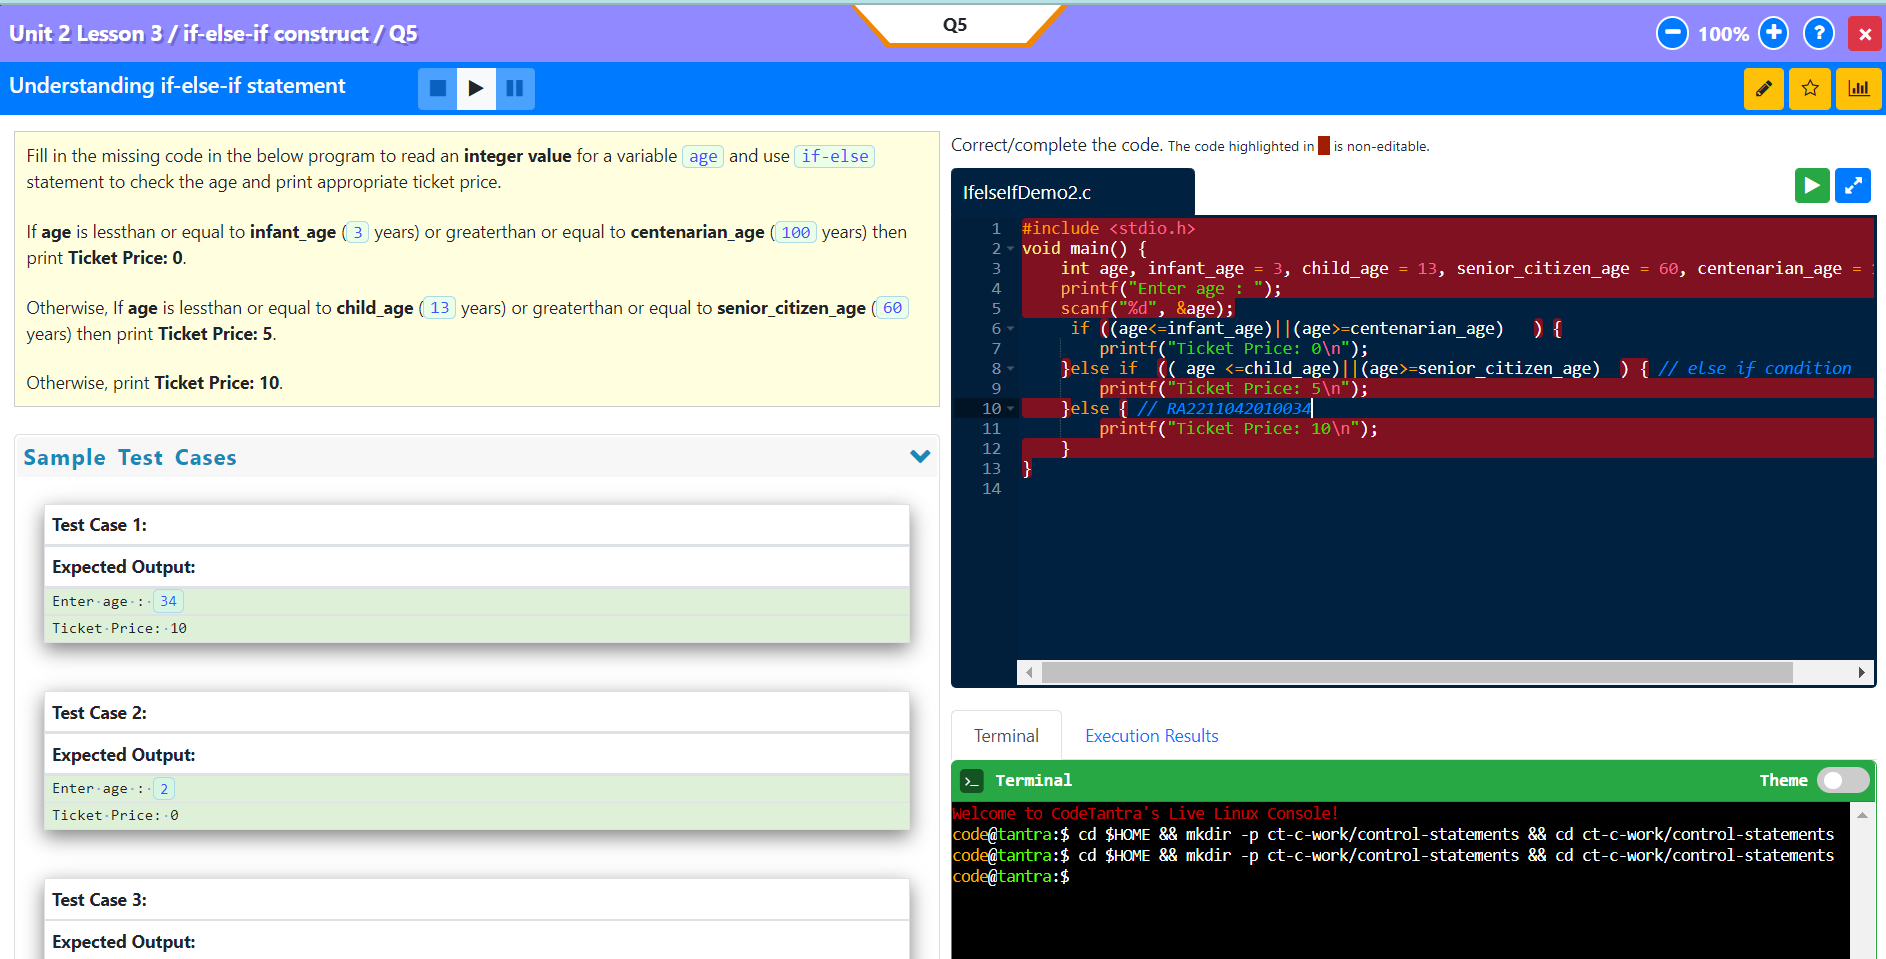 Q5
Unit 2 Lesson 3 / if-else-if construct / Q5
100%
?
Understanding if-else-if statement
Fill in the missing code in the below program to read an integer value for a variable age and use if-else
statement to check the age and print appropriate ticket price.
If age is lessthan or equal to infant_age (3 years) or greaterthan or equal to centenarian_age (100 years) then
print Ticket Price: 0.
Otherwise, If age is lessthan or equal to child_age (13 years) or greaterthan or equal to senior_citizen_age (60
years) then print Ticket Price: 5.
Otherwise, print Ticket Price: 10.
Sample Test Cases
Test Case 1:
Expected Output:
Enter·age·:·34
Ticket·Price:·10
Test Case 2:
Expected Output:
Enter·age·:·2
Ticket·Price:·0
Test Case 3:
Expected Output:
Correct/complete the code. The code highlighted in is non-editable.
IfelseIfDemo2.c
1 #include <stdio.h>
2 void main() {
3 int age, infant_age = 3, child_age = 13, senior_citizen_age = 60, centenarian_age =
4 printf("Enter age : ");
5 scanf("%d", &age);
6 if ((age<=infant_age)||(age>=centenarian_age) ) {
7 printf("Ticket Price: 0\n");
8 }else if (( age <=child_age)||(age>=senior_citizen_age) ) { // else if condition
9 printf("Ticket Price: 5\n");
10 }else { // RA2211042010034
11 printf("Ticket Price: 10\n");
12 }
13 }
14
Terminal
Execution Results
>_ Terminal
Theme
Welcome to CodeTantra's Live Linux Console!
code@tantra:$ cd $HOME && mkdir -p ct-c-work/control-statements && cd ct-c-work/control-statements
code@tantra:$ cd $HOME && mkdir -p ct-c-work/control-statements && cd ct-c-work/control-statements
code@tantra:$